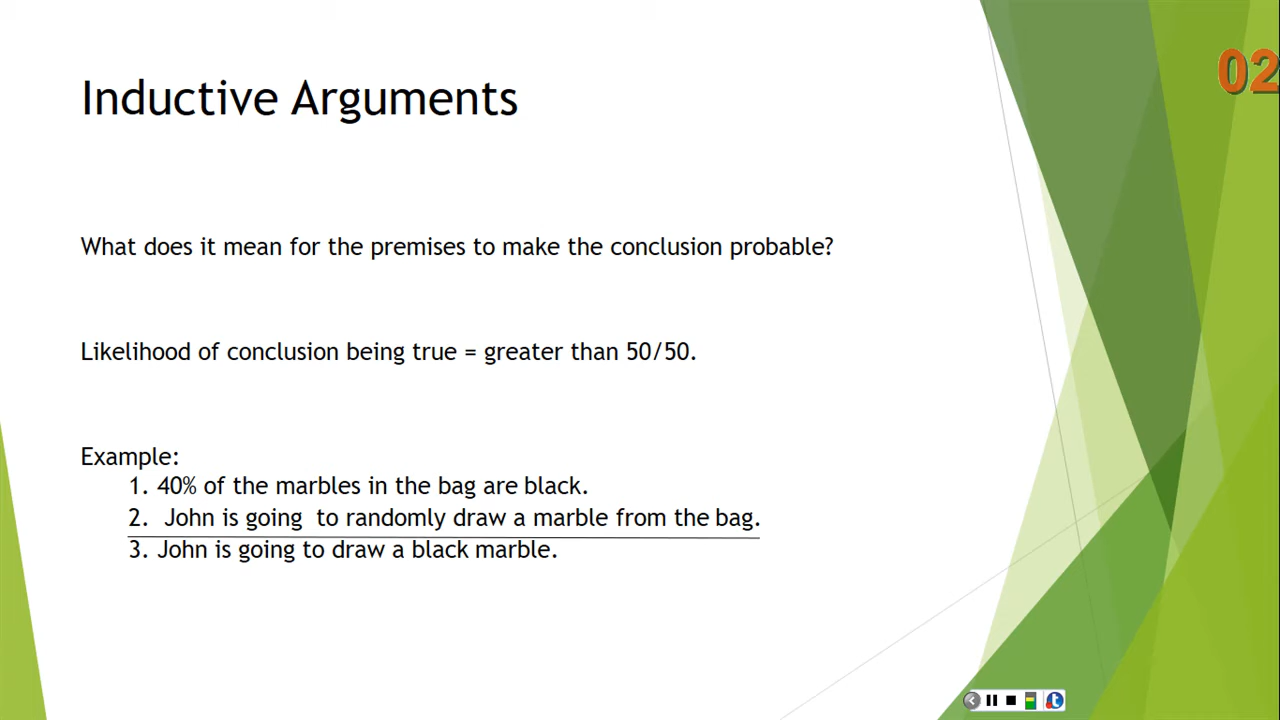 Inductive Arguments
02
What does it mean for the premises to make the conclusion probable?
Likelihood of conclusion being true = greater than 50/50.
Example:
1. 40% of the marbles in the bag are black.
2. John is going to randomly draw a marble from the bag.
3. John is going to draw a black marble.